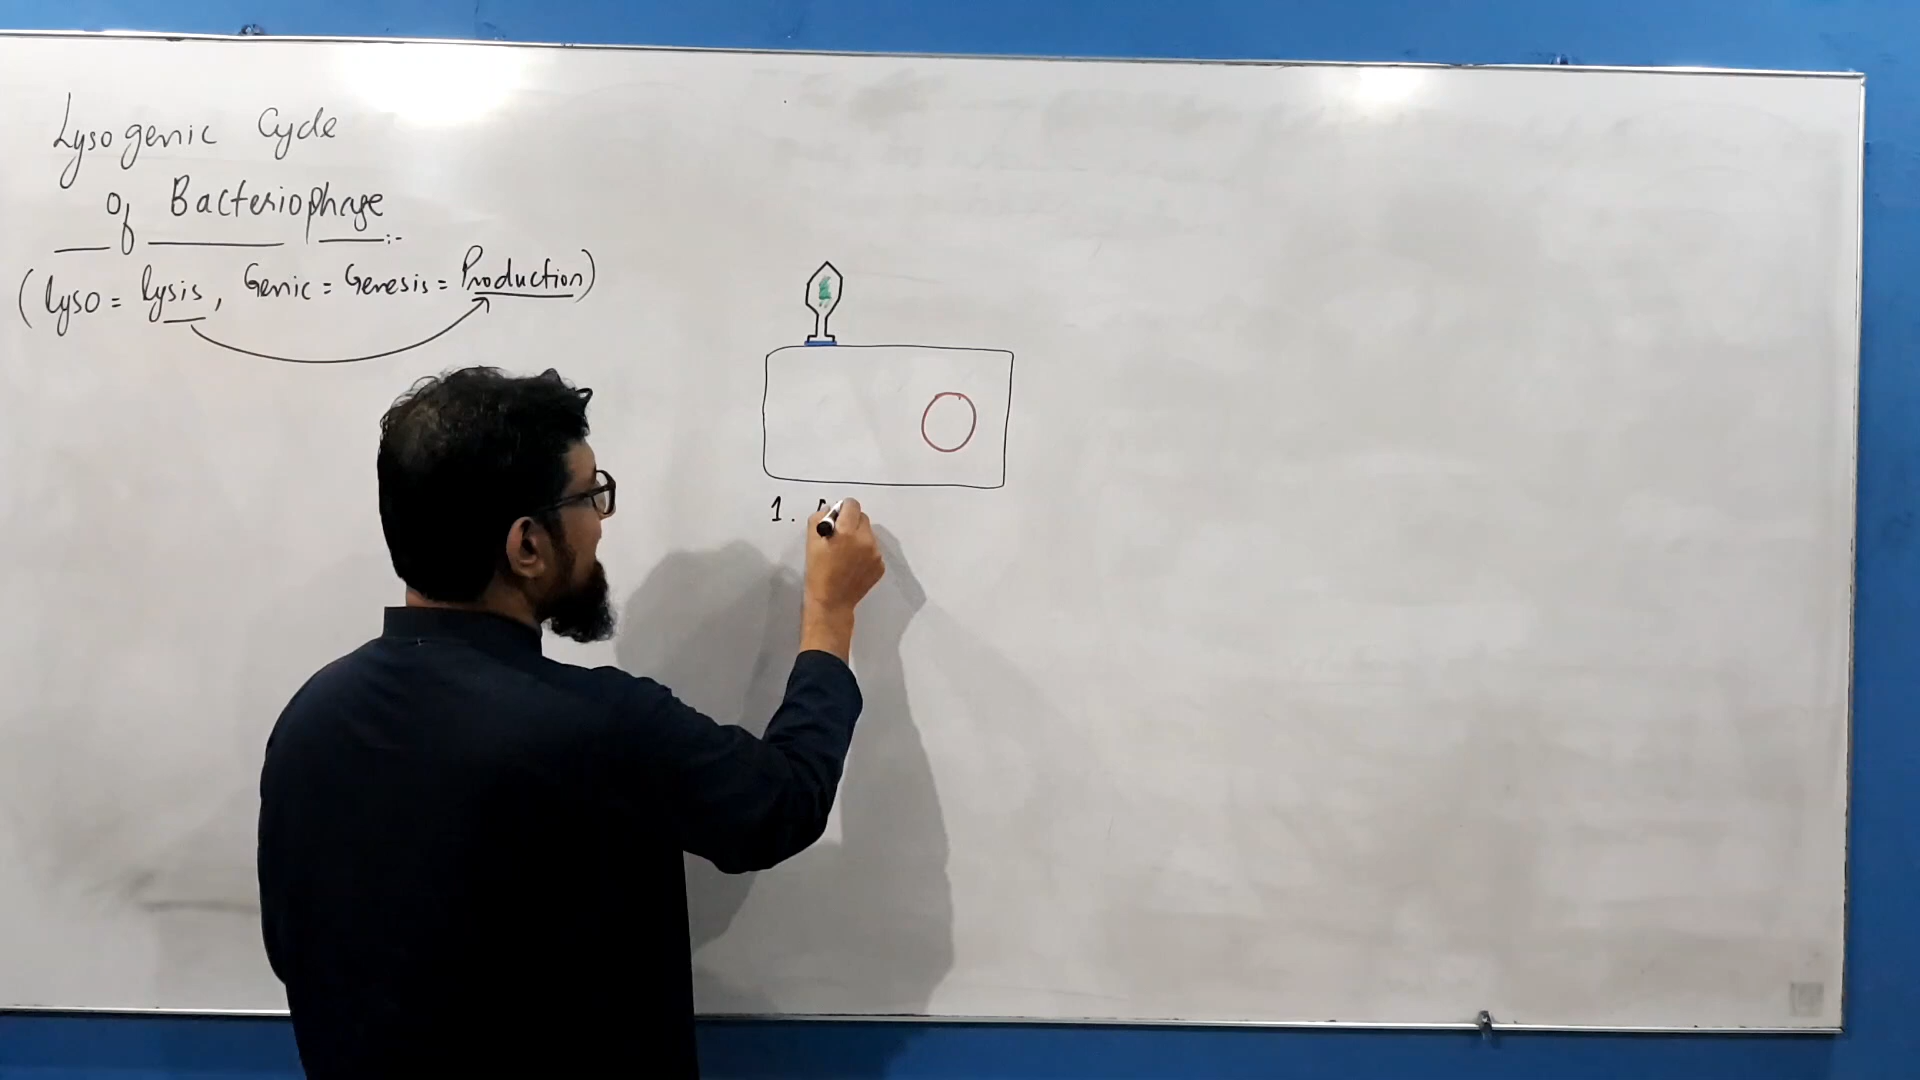 Lysogenic Cycle
Of Bacteriophage :-
(Lyso = lysis, Genic = Genesis = Production)
1.